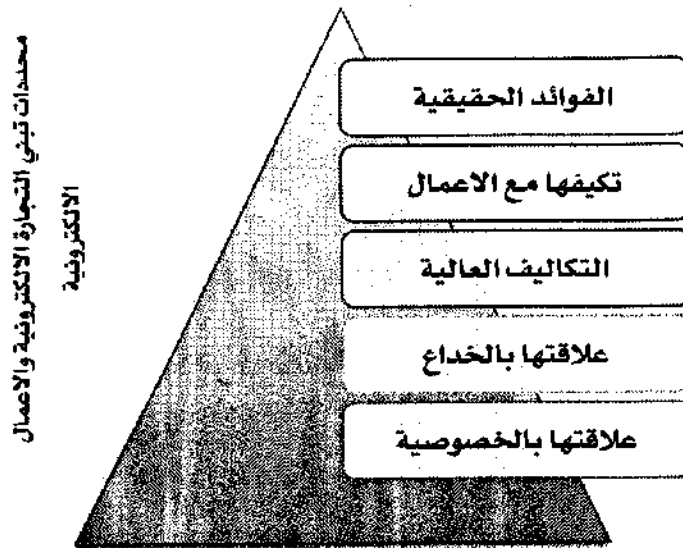 محددات تبني التجارة الالكترونية والاعمال
الالكترونية
الفوائد الحقيقية
تكيفها مع الاعمال
التكاليف العالية
علاقتها بالخداع
علاقتها بالخصوصية